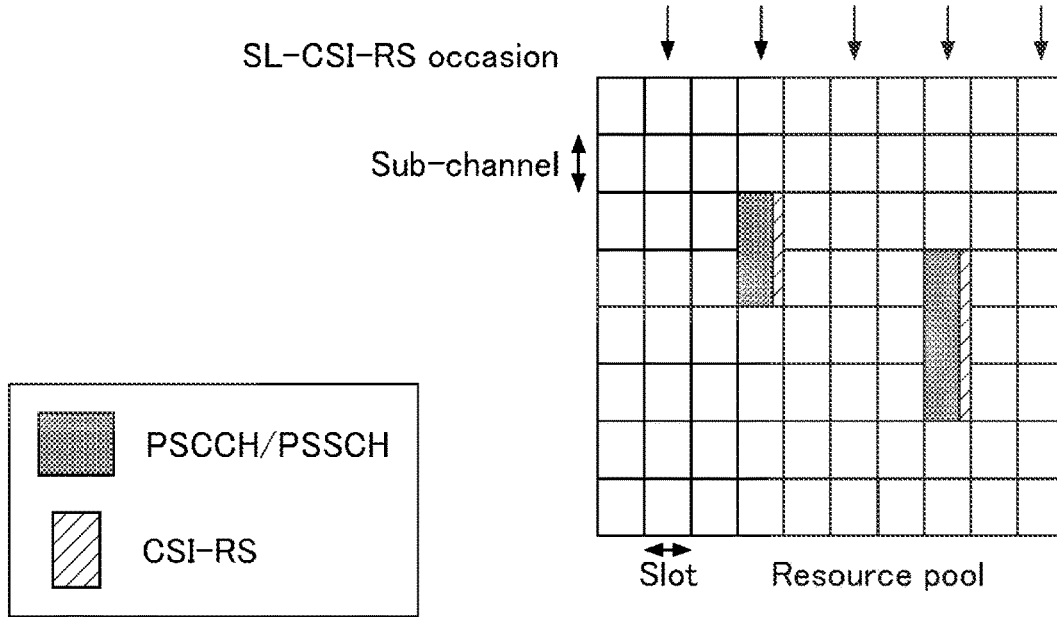 SL-CSI-RS occasion
Sub-channel
PSCCH/PSSCH
CSI-RS
Slot
Resource pool